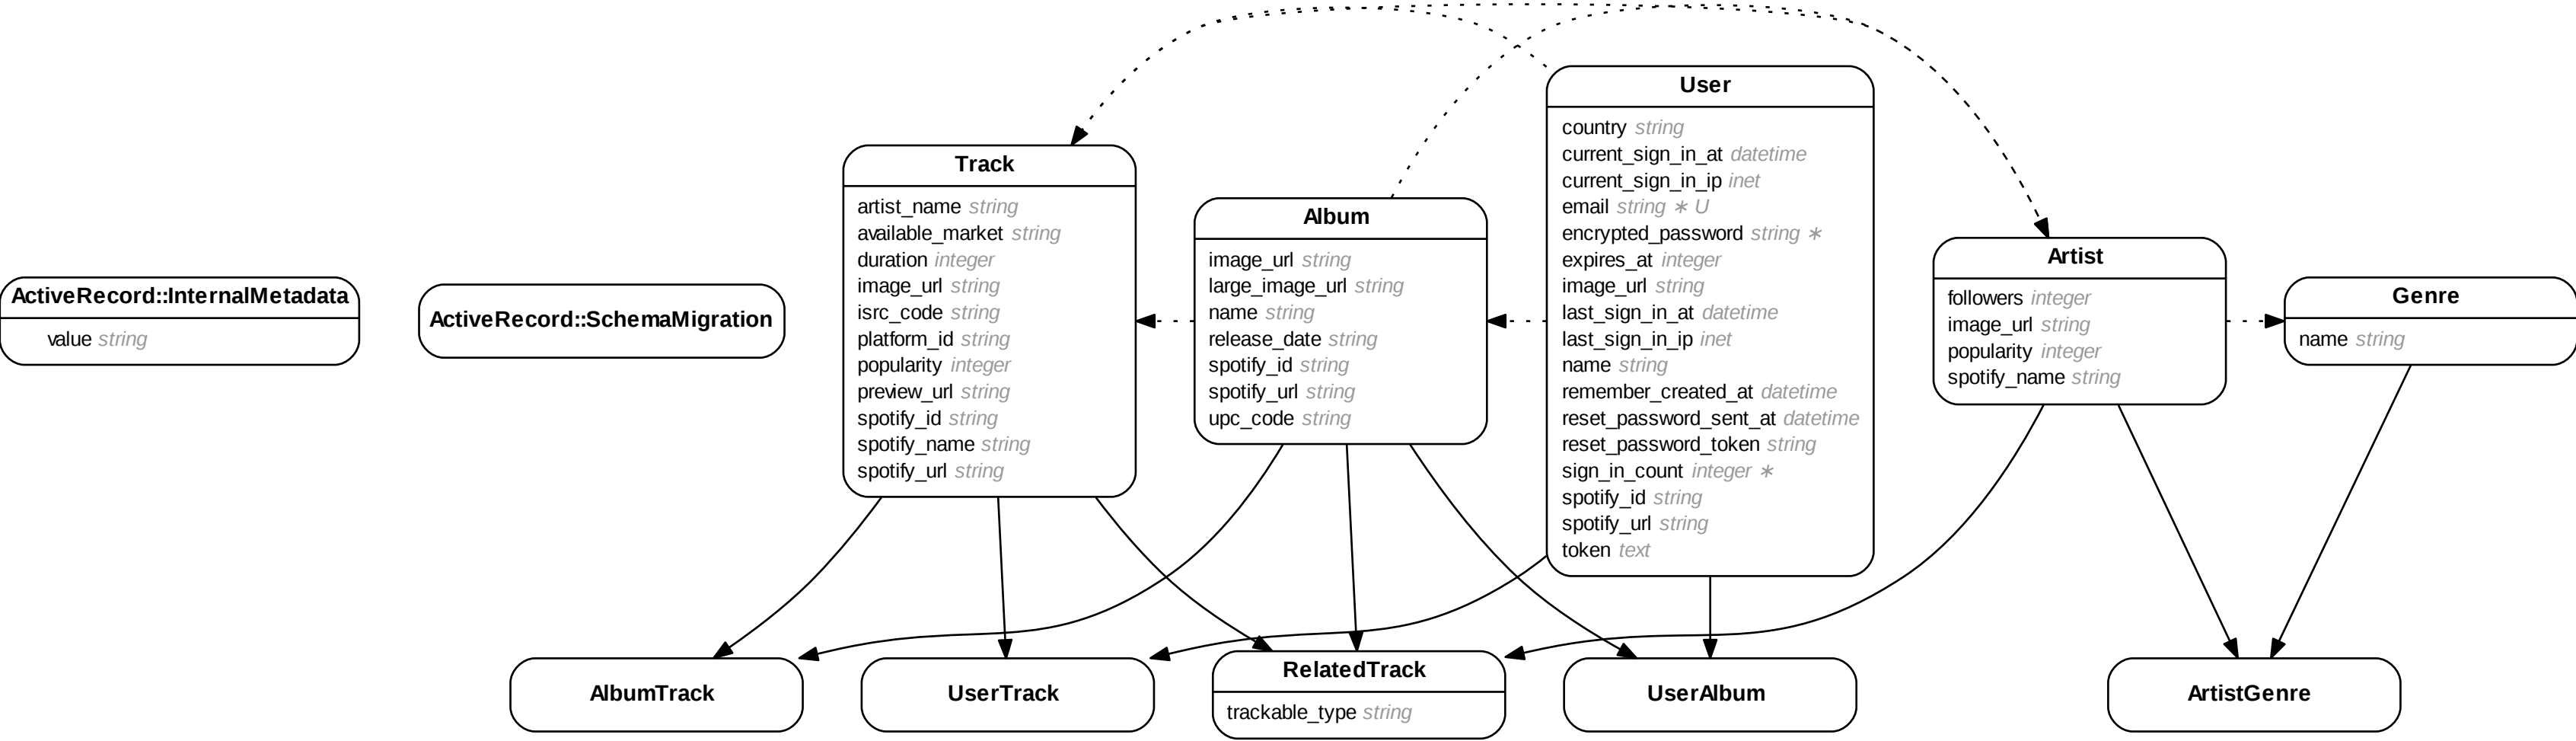 ActiveRecord::InternalMetadata
value string
ActiveRecord::SchemaMigration
Track
artist_name string
available_market string
duration integer
image_url string
isrc_code string
platform_id string
popularity integer
preview_url string
spotify_id string
spotify_name string
spotify_url string
Album
image_url string
large_image_url string
name string
release_date string
spotify_id string
spotify_url string
upc_code string
User
country string
current_sign_in_at datetime
current_sign_in_ip inet
email string ∗ U
encrypted_password string ∗
expires_at integer
image_url string
last_sign_in_at datetime
last_sign_in_ip inet
name string
remember_created_at datetime
reset_password_sent_at datetime
reset_password_token string
sign_in_count integer ∗
spotify_id string
spotify_url string
token text
Artist
followers integer
image_url string
popularity integer
spotify_name string
Genre
name string
AlbumTrack
UserTrack
RelatedTrack
trackable_type string
UserAlbum
ArtistGenre